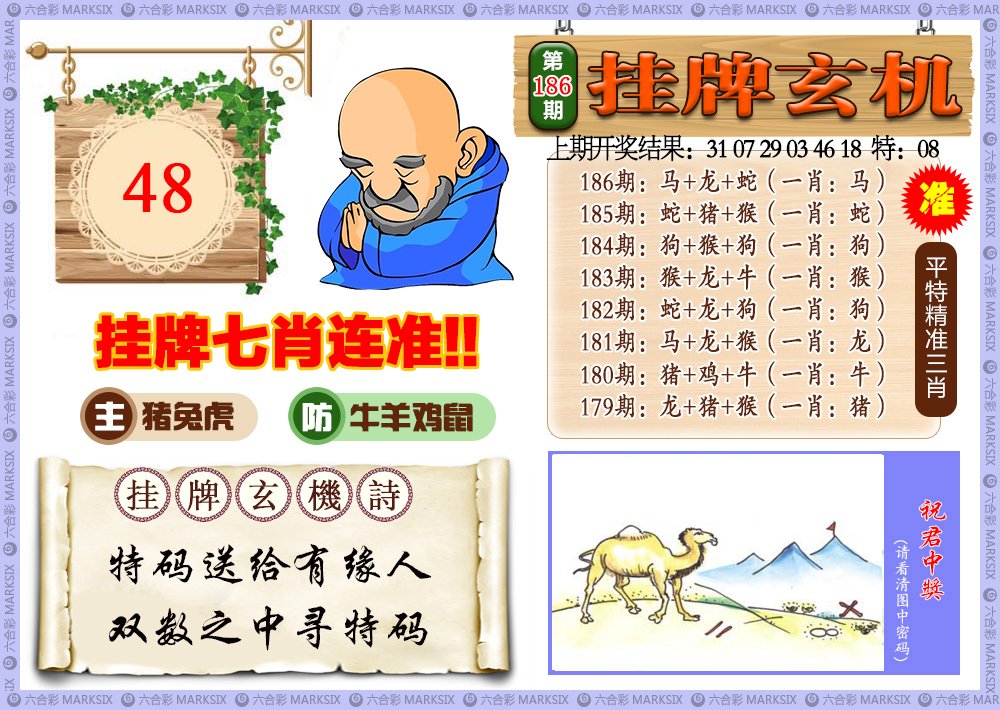 六合彩 MARKSIX
48
挂牌七肖连准!!
主 猪兔虎
防 牛羊鸡鼠
挂牌玄機詩
特码送给有缘人
双数之中寻特码
第186期
挂牌玄机
上期开奖结果：31 07 29 03 46 18 特：08
186期：马+龙+蛇（一肖：马）
185期：蛇+猪+猴（一肖：蛇）
184期：狗+猴+狗（一肖：狗）
183期：猴+龙+牛（一肖：猴）
182期：蛇+龙+狗（一肖：狗）
181期：马+龙+猴（一肖：龙）
180期：猪+鸡+牛（一肖：牛）
179期：龙+猪+猴（一肖：猪）
准
平特精准三肖
祝君中獎
（请看清图中密码）